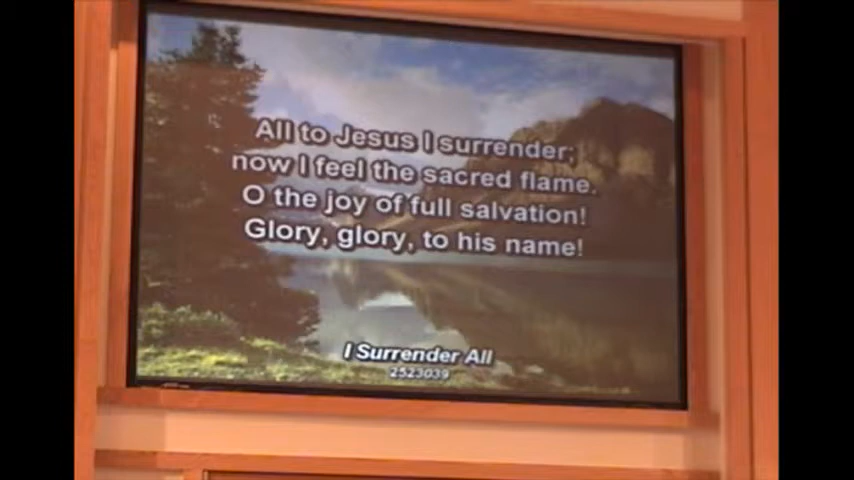 All to Jesus I surrender;
now I feel the sacred flame.
O the joy of full salvation!
Glory, glory, to his name!
I Surrender All
2523039